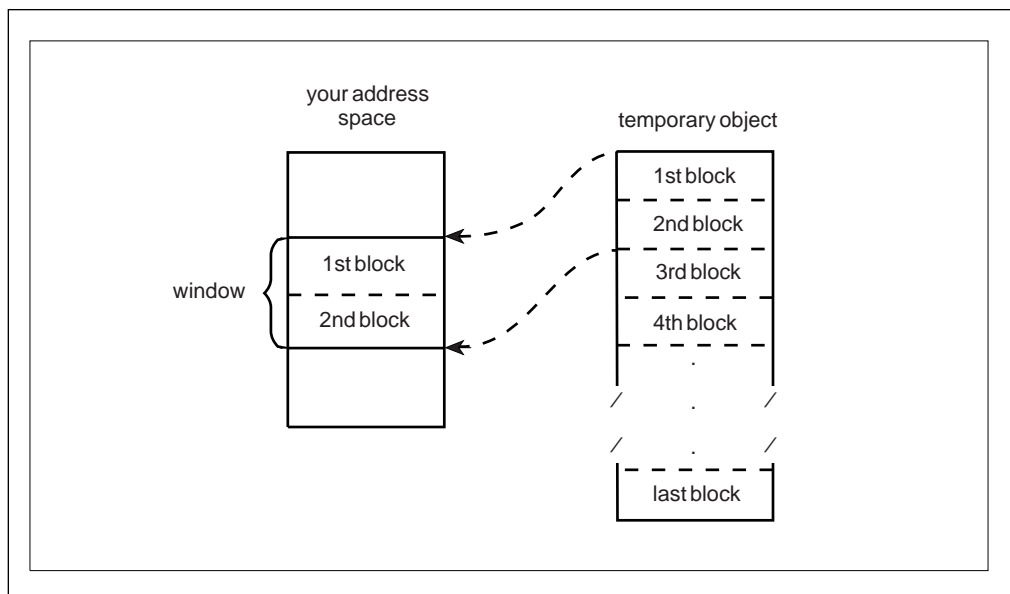 your address
space
temporary object
1st block
2nd block
3rd block
4th block
.
.
.
last block
window
1st block
2nd block